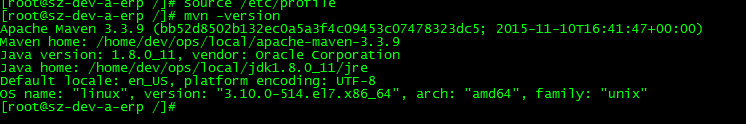 [root@sz-dev-a-erp /]# source /etc/profile
[root@sz-dev-a-erp /]# mvn -version
Apache Maven 3.3.9 (bb52d8502b132ec0a5a3f4c09453c07478323dc5; 2015-11-10T16:41:47+00:00)
Maven home: /home/dev/ops/local/apache-maven-3.3.9
Java version: 1.8.0_11, vendor: Oracle Corporation
Java home: /home/dev/ops/local/jdk1.8.0_11/jre
Default locale: en_US, platform encoding: UTF-8
OS name: "linux", version: "3.10.0-514.el7.x86_64", arch: "amd64", family: "unix"
[root@sz-dev-a-erp /]#